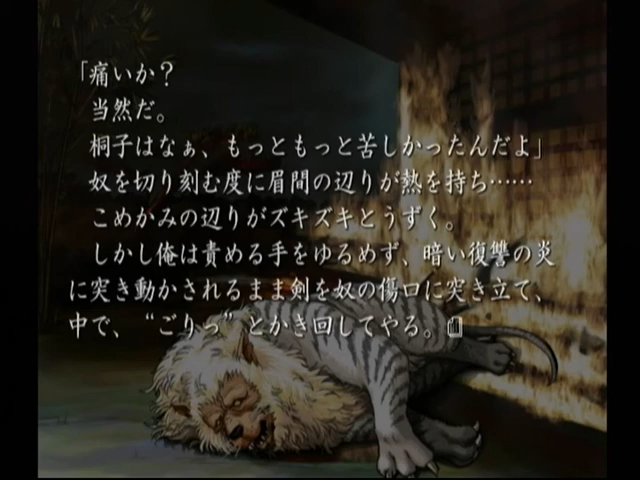 「痛いか？
当然だ。
桐子はなぁ、もっともっと苦しかったんだよ」
奴を切り刻む度に眉間の辺りが熱を持ち……
こめかみの辺りがズキズキとうずく。
しかし俺は責める手をゆるめず、暗い復讐の炎
に突き動かされるまま剣を奴の傷口に突き立て、
中で、“ごりっ”とかき回してやる。